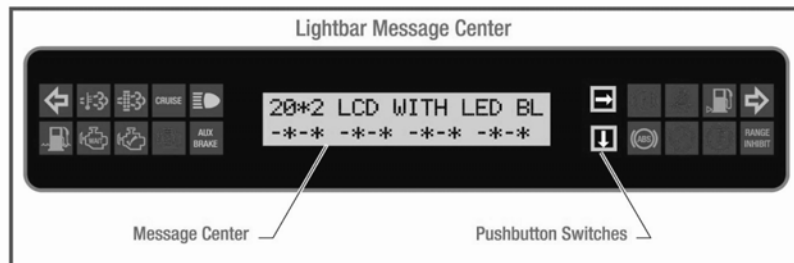 Lightbar Message Center
CRUISE
AUX
BRAKE
WAIT
20*2 LCD WITH LED BL
-*-* -*-* -*-* -*-*
ABS
RANGE
INHIBIT
Message Center
Pushbutton Switches